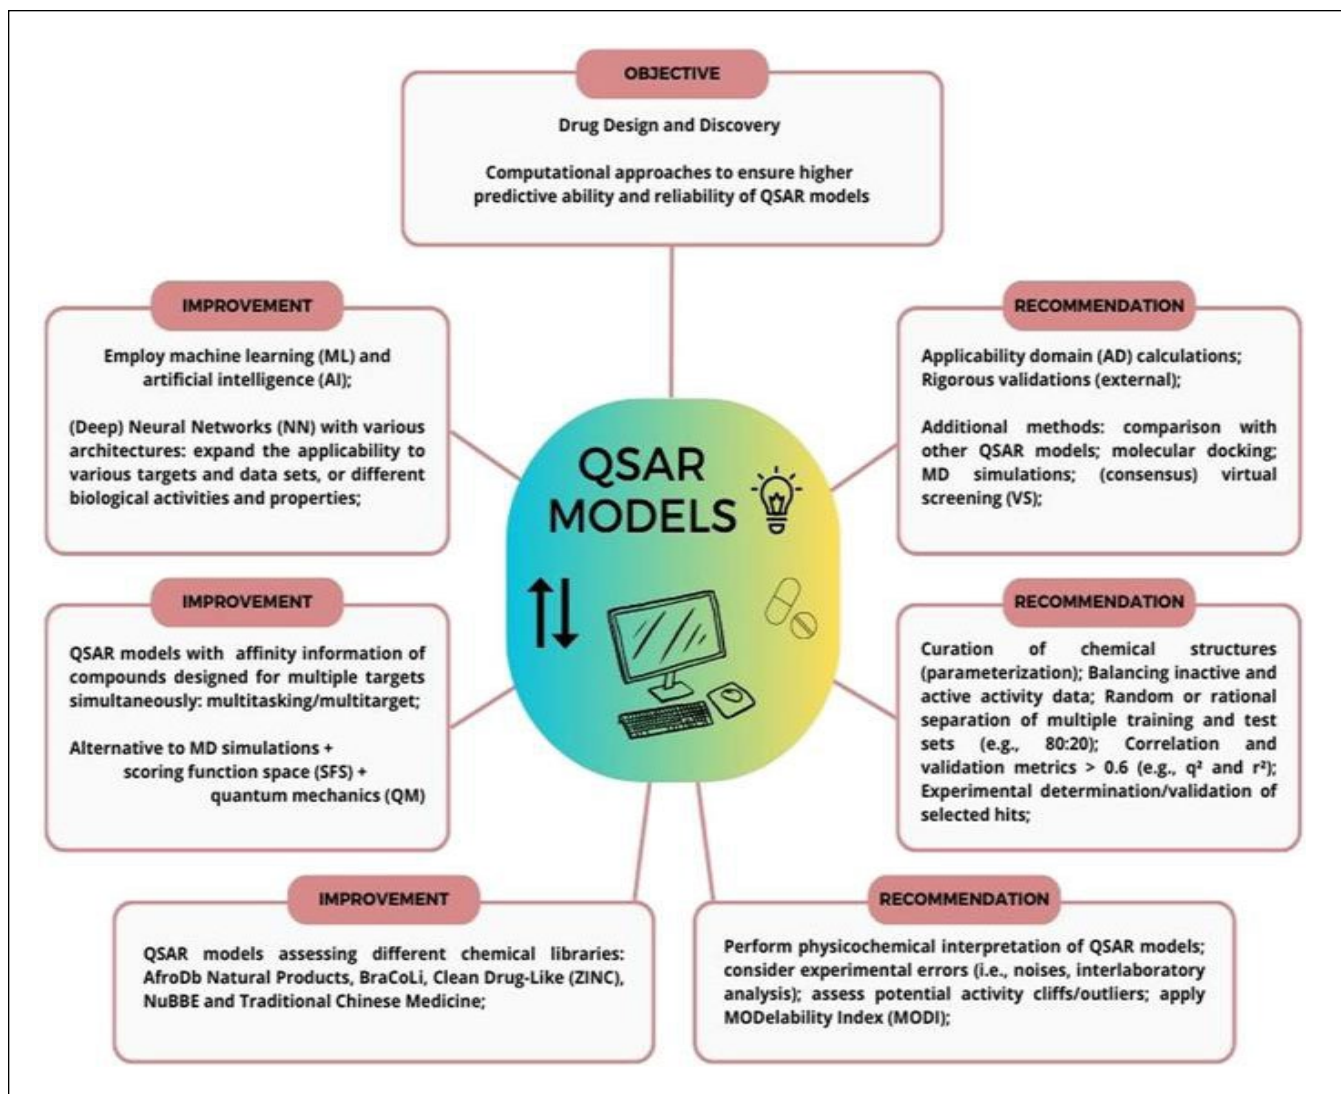 OBJECTIVE
Drug Design and Discovery
Computational approaches to ensure higher
predictive ability and reliability of QSAR models
IMPROVEMENT
Employ machine learning (ML) and
artificial intelligence (AI);
(Deep) Neural Networks (NN) with various
architectures: expand the applicability to
various targets and data sets, or different
biological activities and properties;
RECOMMENDATION
Applicability domain (AD) calculations;
Rigorous validations (external);
Additional methods: comparison with
other QSAR models; molecular docking;
MD simulations; (consensus) virtual
screening (VS);
QSAR
MODELS
IMPROVEMENT
QSAR models with affinity information of
compounds designed for multiple targets
simultaneously: multitasking/multitarget;
Alternative to MD simulations +
scoring function space (SFS) +
quantum mechanics (QM)
RECOMMENDATION
Curation of chemical structures
(parameterization); Balancing inactive and
active activity data; Random or rational
separation of multiple training and test
sets (e.g., 80:20); Correlation and
validation metrics > 0.6 (e.g., q² and r²);
Experimental determination/validation of
selected hits;
IMPROVEMENT
QSAR models assessing different chemical libraries:
AfroDb Natural Products, BraCoLi, Clean Drug-Like (ZINC),
NuBBE and Traditional Chinese Medicine;
RECOMMENDATION
Perform physicochemical interpretation of QSAR models;
consider experimental errors (i.e., noises, interlaboratory
analysis); assess potential activity cliffs/outliers; apply
MODelability Index (MODI);